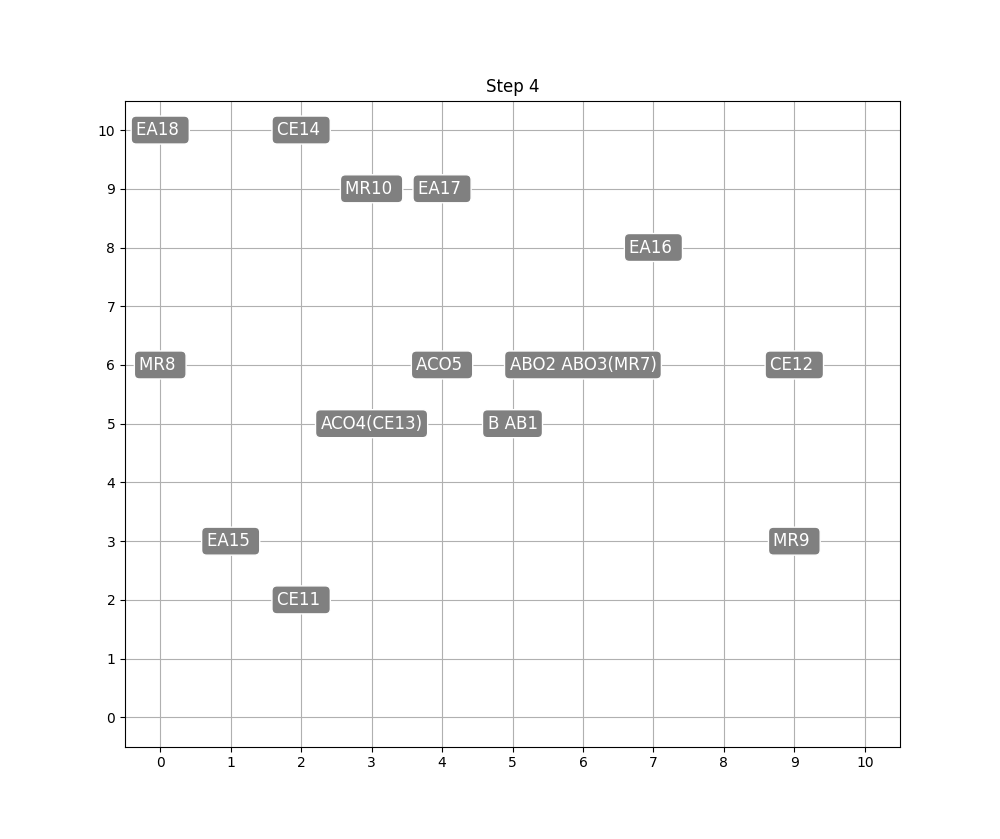 Step 4
10 EA18 CE14
9 MR10 EA17
8 EA16
7
6 MR8 ACO5 ABO2 ABO3(MR7) CE12
5 ACO4(CE13) B AB1
4
3 EA15 MR9
2 CE11
1
0
0 1 2 3 4 5 6 7 8 9 10